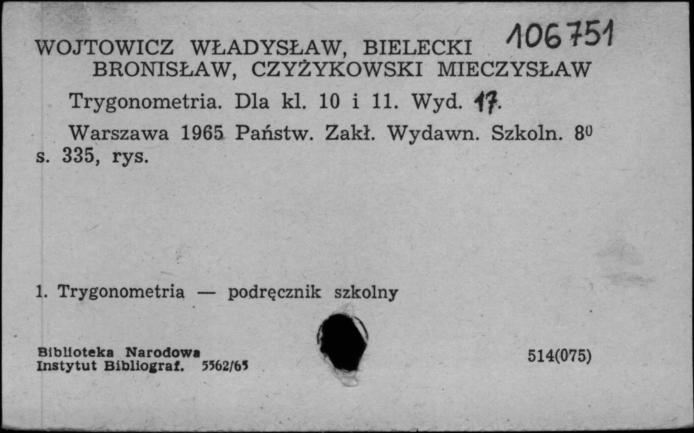 106751
WOJTOWICZ WŁADYSŁAW, BIELECKI
BRONISŁAW, CZYŻYKOWSKI MIECZYSŁAW
Trygonometria. Dla kl. 10 i 11. Wyd. 17.
Warszawa 1965 Państw. Zakł. Wydawn. Szkoln. 8⁰
s. 335, rys.
1. Trygonometria — podręcznik szkolny
Biblioteka Narodowa
Instytut Bibliograf. 5562/65
514(075)